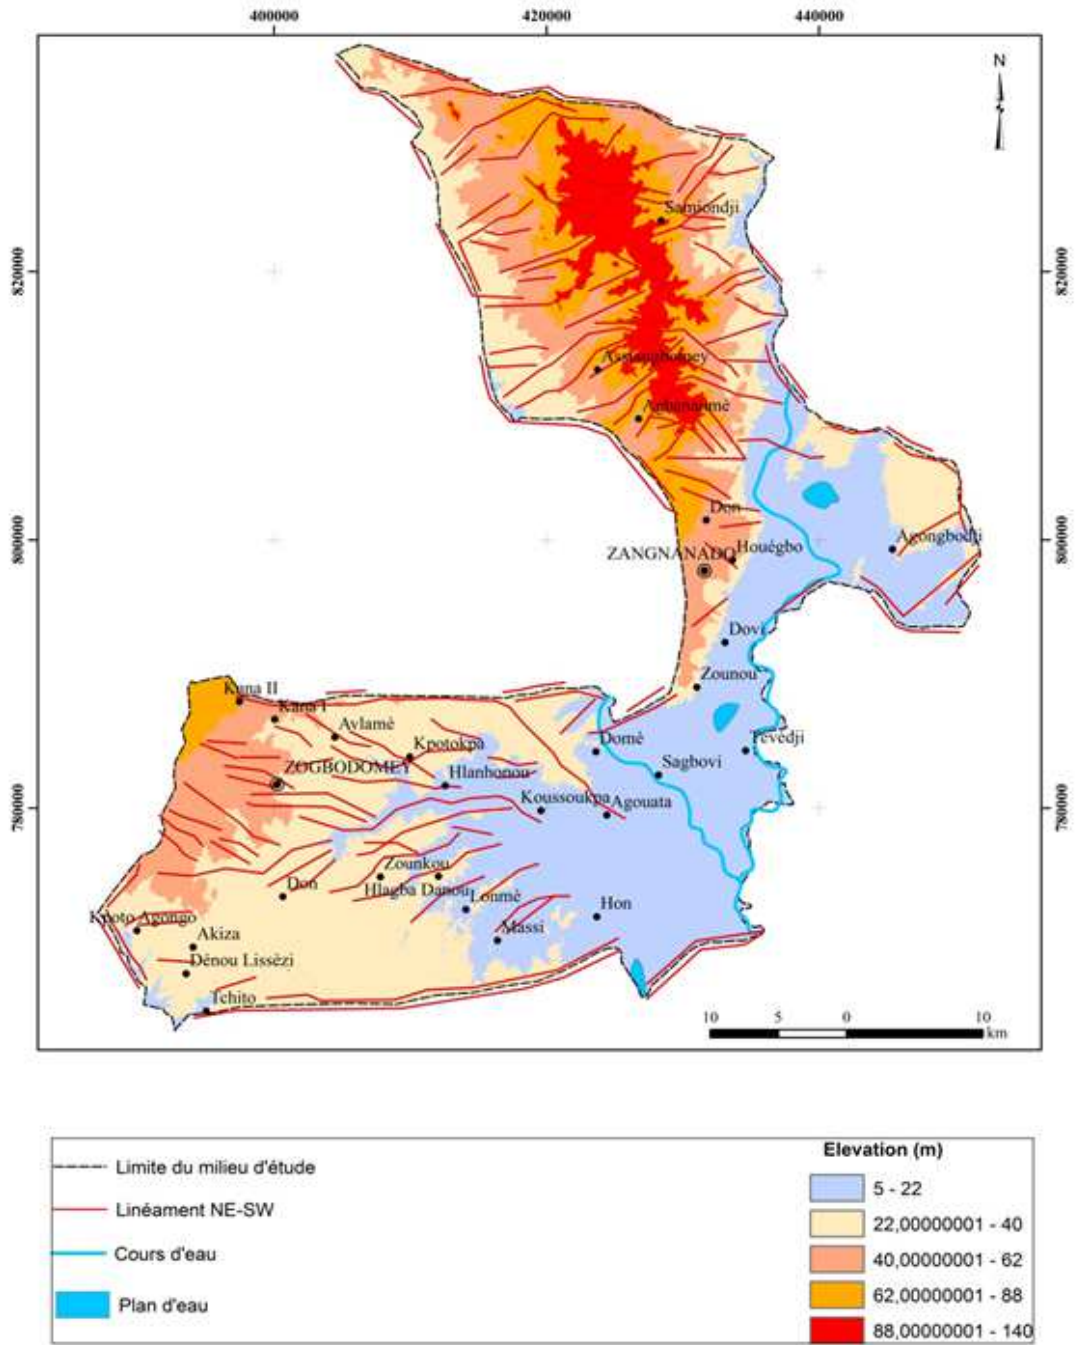 400000 420000 440000
N
Samiondji
820000 820000
Don
800000 800000
ZANGNANADO Houégbo Agongbodji
Dovi
Zounou
Kana II
Kana I
Avlamè
Domè Tévèdji
Kpotokpa
ZOGBODOMEY Sagbovi
Hlanhonou
780000 780000
Koussoukpa Agouata
Zounkou
Don Hlagba Danou Lonmè
Hon
Kpoto Agongo Massi
Akiza
Dénou Lissèzi
Tchito
10 5 0 10
km
Limite du milieu d'étude
Linéament NE-SW
Cours d'eau
Plan d'eau
Elevation (m)
5 - 22
22,00000001 - 40
40,00000001 - 62
62,00000001 - 88
88,00000001 - 140